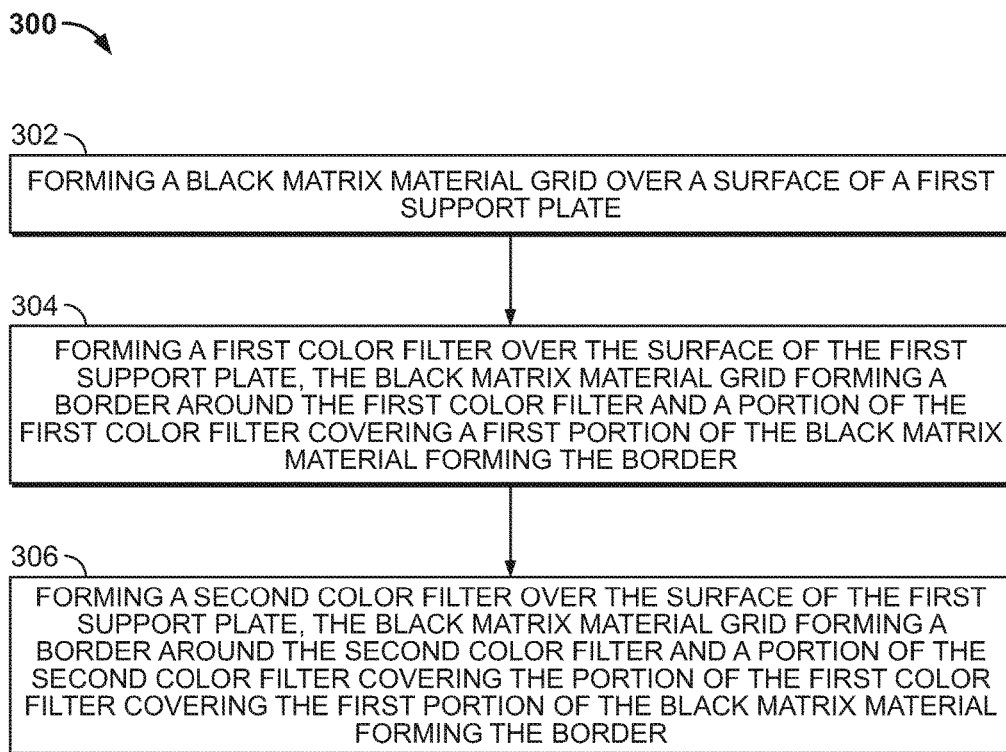 300
302
FORMING A BLACK MATRIX MATERIAL GRID OVER A SURFACE OF A FIRST
SUPPORT PLATE
304
FORMING A FIRST COLOR FILTER OVER THE SURFACE OF THE FIRST
SUPPORT PLATE, THE BLACK MATRIX MATERIAL GRID FORMING A
BORDER AROUND THE FIRST COLOR FILTER AND A PORTION OF THE
FIRST COLOR FILTER COVERING A FIRST PORTION OF THE BLACK MATRIX
MATERIAL FORMING THE BORDER
306
FORMING A SECOND COLOR FILTER OVER THE SURFACE OF THE FIRST
SUPPORT PLATE, THE BLACK MATRIX MATERIAL GRID FORMING A
BORDER AROUND THE SECOND COLOR FILTER AND A PORTION OF THE
SECOND COLOR FILTER COVERING THE PORTION OF THE FIRST COLOR
FILTER COVERING THE FIRST PORTION OF THE BLACK MATRIX MATERIAL
FORMING THE BORDER